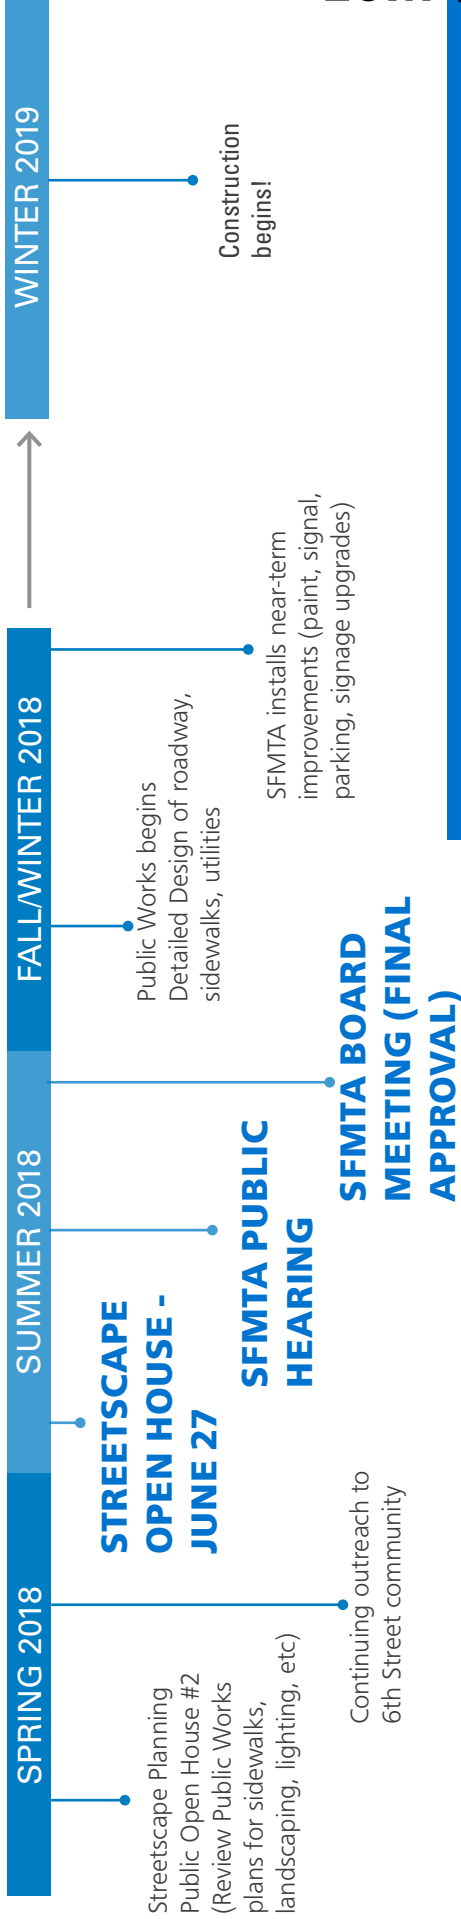 SPRING 2018
Streetscape Planning
Public Open House #2
(Review Public Works
plans for sidewalks,
landscaping, lighting, etc)
Continuing outreach to
6th Street community
SUMMER 2018
STREETSCAPE
OPEN HOUSE -
JUNE 27
SFMTA PUBLIC
HEARING
SFMTA BOARD
MEETING (FINAL
APPROVAL)
FALL/WINTER 2018
Public Works begins
Detailed Design of roadway,
sidewalks, utilities
SFMTA installs near-term
improvements (paint, signal,
parking, signage upgrades)
WINTER 2019
Construction
begins!